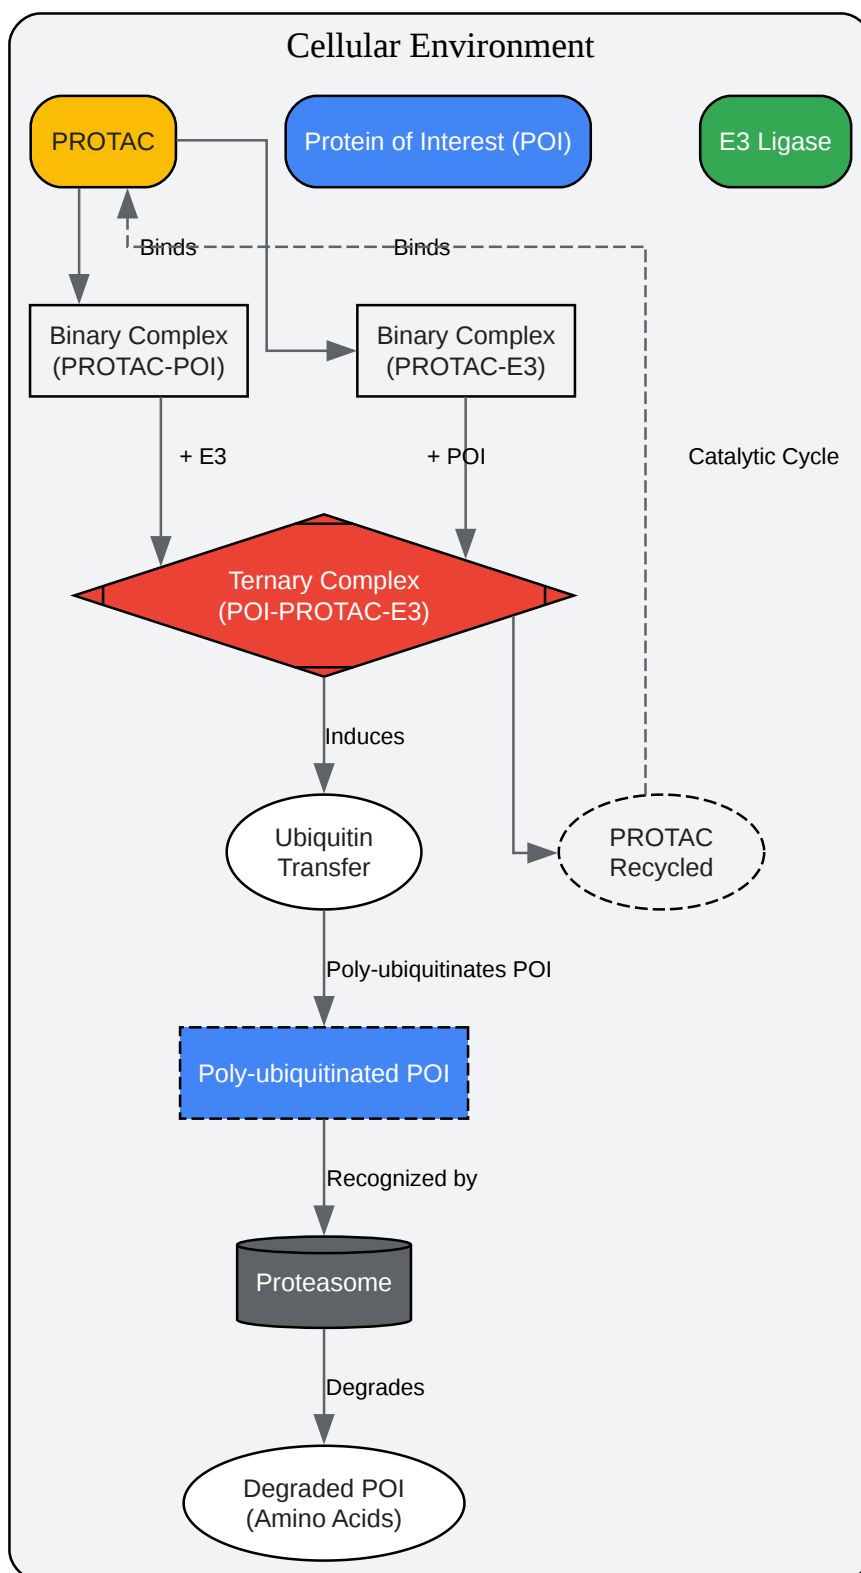 Cellular Environment
PROTAC
Protein of Interest (POI)
E3 Ligase
Binds
Binds
Binary Complex
(PROTAC-POI)
Binary Complex
(PROTAC-E3)
+ E3
+ POI
Catalytic Cycle
Ternary Complex
(POI-PROTAC-E3)
Induces
Ubiquitin
Transfer
PROTAC
Recycled
Poly-ubiquitinates POI
Poly-ubiquitinated POI
Recognized by
Proteasome
Degrades
Degraded POI
(Amino Acids)